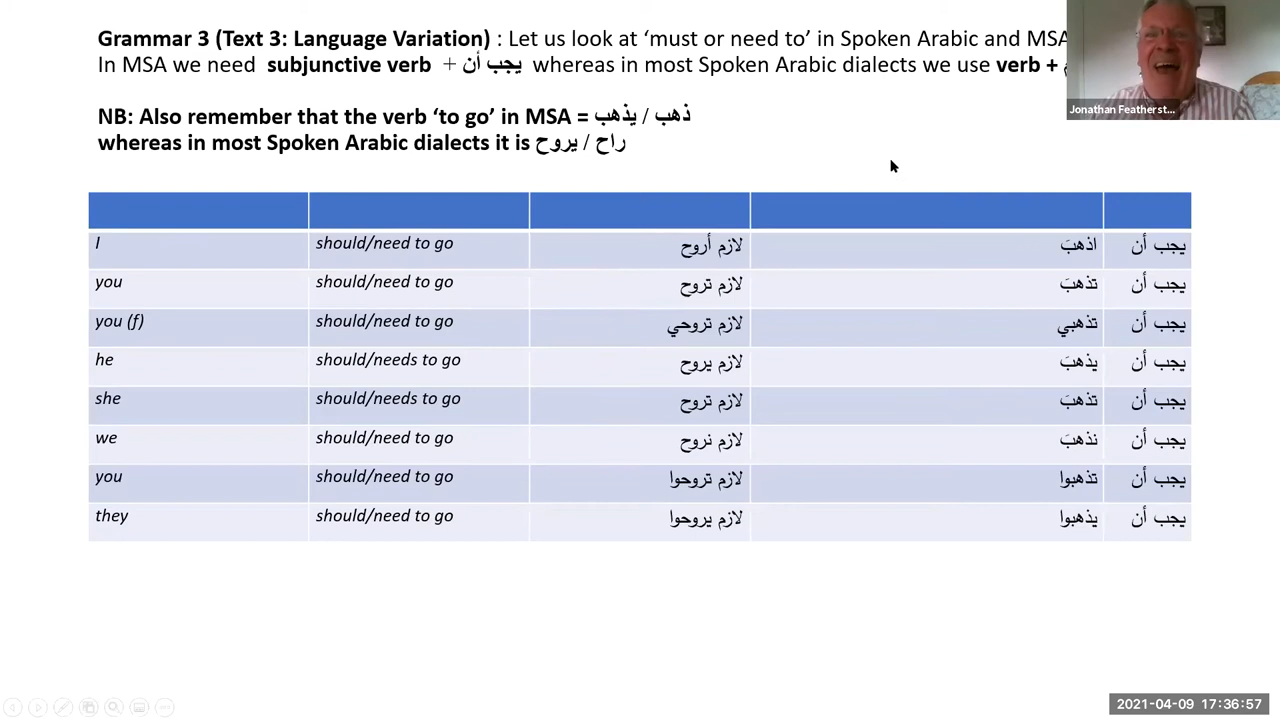 Grammar 3 (Text 3: Language Variation) : Let us look at ‘must or need to’ in Spoken Arabic and MSA
In MSA we need subjunctive verb + يجب أن whereas in most Spoken Arabic dialects we use verb +
NB: Also remember that the verb ‘to go’ in MSA = ذهب / يذهب
whereas in most Spoken Arabic dialects it is راح / يروح
Jonathan Featherst...
I should/need to go لازم أروح اذهبَ يجب أن
you should/need to go لازم تروح تذهبَ يجب أن
you (f) should/need to go لازم تروحي تذهبي يجب أن
he should/needs to go لازم يروح يذهبَ يجب أن
she should/needs to go لازم تروح تذهبَ يجب أن
we should/need to go لازم نروح نذهبَ يجب أن
you should/need to go لازم تروحوا تذهبوا يجب أن
they should/need to go لازم يروحوا يذهبوا يجب أن
2021-04-09 17:36:57